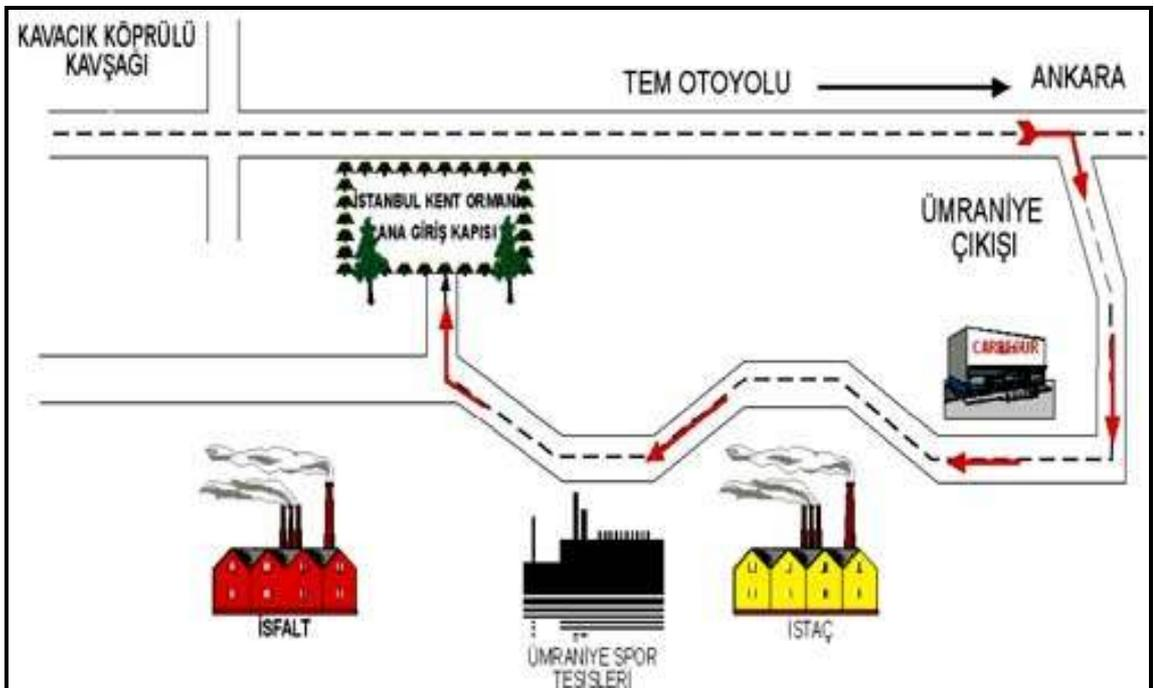 KAVACIK KÖPRÜLÜ
KAVŞAĞI
TEM OTOYOLU
ANKARA
İSTANBUL KENT ORMANI
ANA GİRİŞ KAPISI
ÜMRANİYE
ÇIKIŞI
İSFALT
ÜMRANİYE SPOR
TESİSLERİ
İSTAÇ